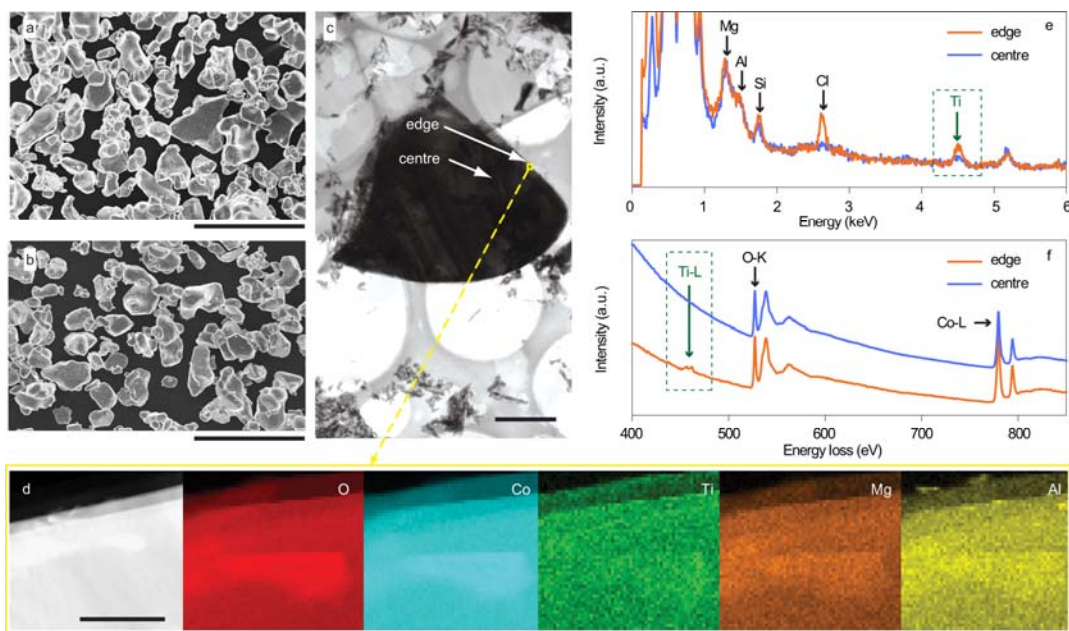 a
b
c
edge
centre
Mg
Al
Si
Cl
Ti
e
edge
centre
Intensity (a.u.)
0 1 2 3 4 5 6
Energy (keV)
Ti-L
O-K
Co-L
f
edge
centre
Intensity (a.u.)
400 500 600 700 800
Energy loss (eV)
d
O
Co
Ti
Mg
Al